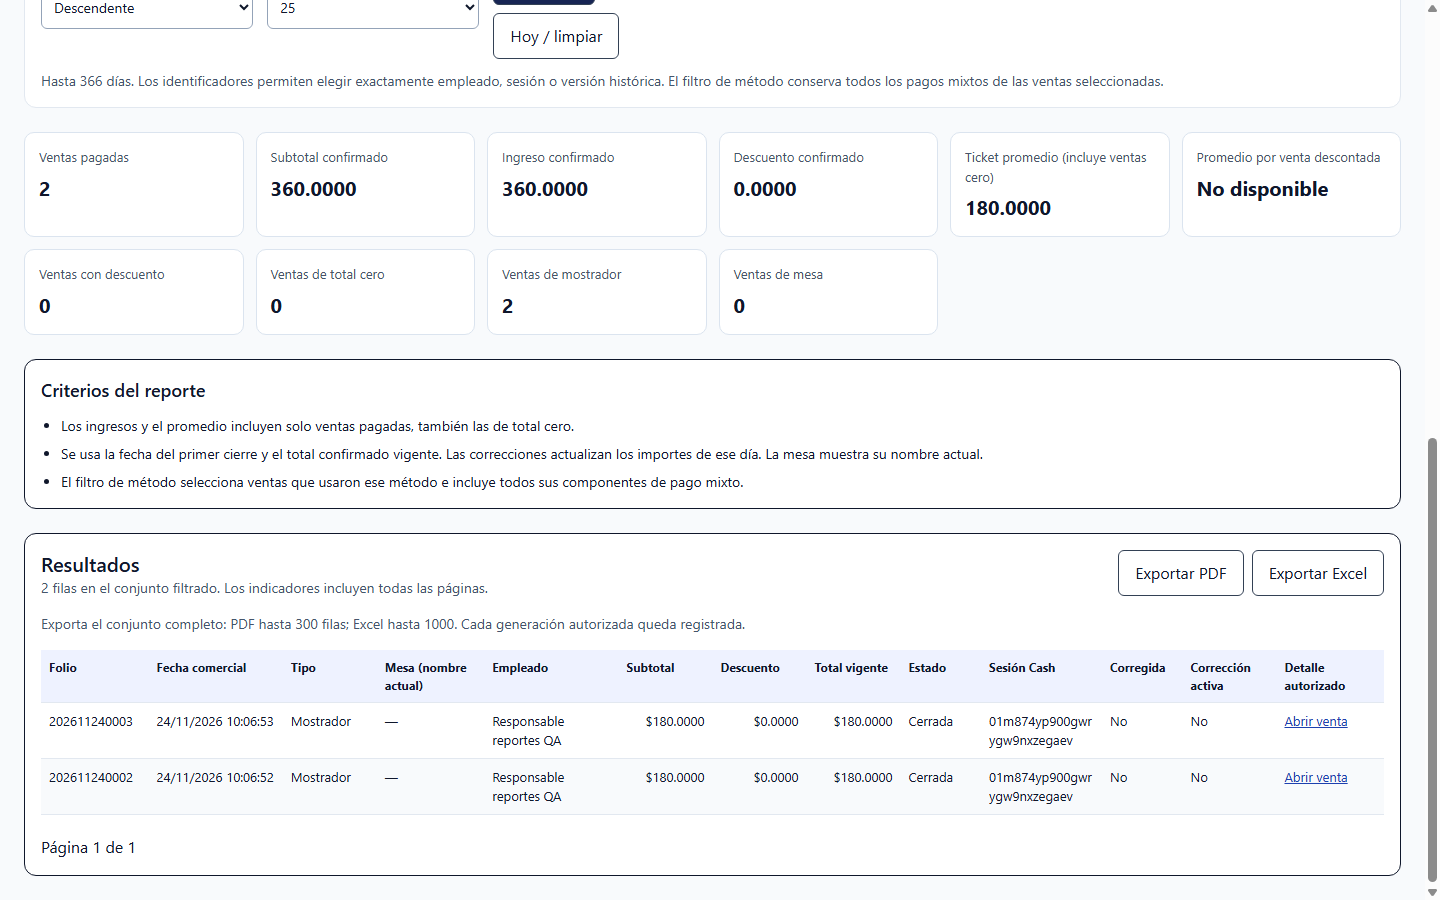 Descendente
25
Hoy / limpiar
Hasta 366 días. Los identificadores permiten elegir exactamente empleado, sesión o versión histórica. El filtro de método conserva todos los pagos mixtos de las ventas seleccionadas.
Ventas pagadas
2
Subtotal confirmado
360.0000
Ingreso confirmado
360.0000
Descuento confirmado
0.0000
Ticket promedio (incluye ventas
cero)
180.0000
Promedio por venta descontada
No disponible
Ventas con descuento
0
Ventas de total cero
0
Ventas de mostrador
2
Ventas de mesa
0
Criterios del reporte
Los ingresos y el promedio incluyen solo ventas pagadas, también las de total cero.
Se usa la fecha del primer cierre y el total confirmado vigente. Las correcciones actualizan los importes de ese día. La mesa muestra su nombre actual.
El filtro de método selecciona ventas que usaron ese método e incluye todos sus componentes de pago mixto.
Resultados
2 filas en el conjunto filtrado. Los indicadores incluyen todas las páginas.
Exportar PDF
Exportar Excel
Exporta el conjunto completo: PDF hasta 300 filas; Excel hasta 1000. Cada generación autorizada queda registrada.
Folio Fecha comercial Tipo Mesa (nombre actual) Empleado Subtotal Descuento Total vigente Estado Sesión Cash Corregida Corrección activa Detalle autorizado
202611240003 24/11/2026 10:06:53 Mostrador — Responsable reportes QA $180.0000 $0.0000 $180.0000 Cerrada 01m874yp900gwr ygw9nxzegaev No No Abrir venta
202611240002 24/11/2026 10:06:52 Mostrador — Responsable reportes QA $180.0000 $0.0000 $180.0000 Cerrada 01m874yp900gwr ygw9nxzegaev No No Abrir venta
Página 1 de 1